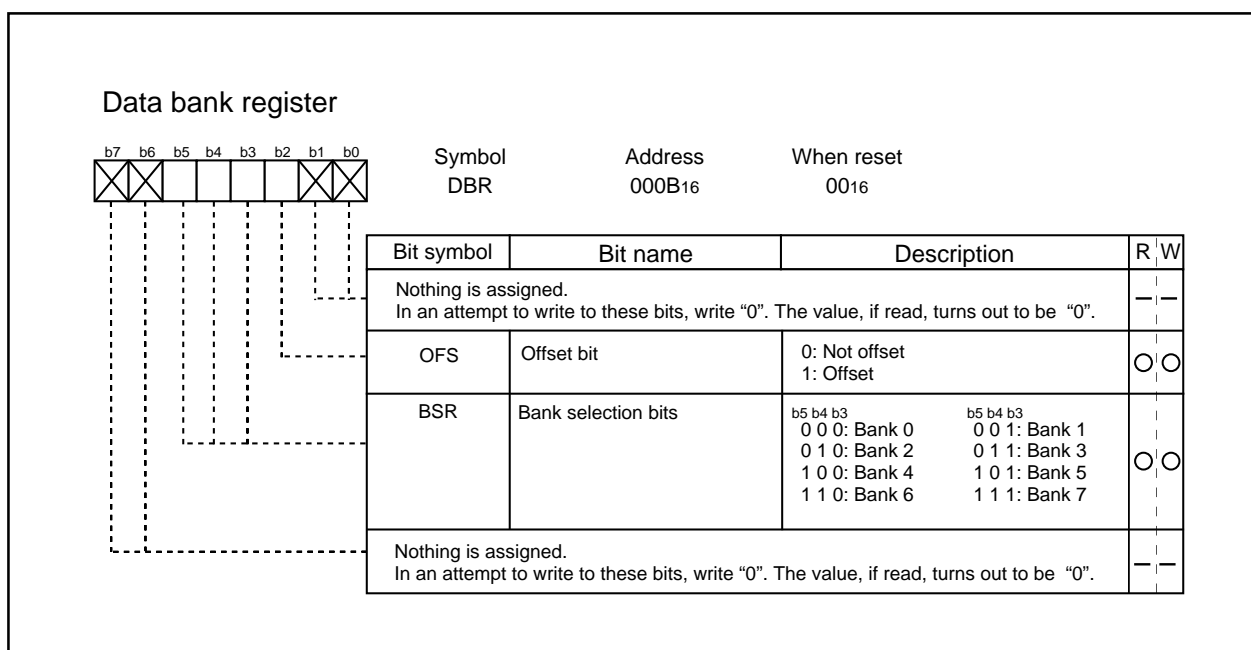 Data bank register
b7 b6 b5 b4 b3 b2 b1 b0
Symbol Address When reset
DBR 000B16 0016
Bit symbol Bit name Description R W
Nothing is assigned.
In an attempt to write to these bits, write “0”. The value, if read, turns out to be “0”.
OFS Offset bit 0: Not offset
1: Offset
BSR Bank selection bits b5 b4 b3 b5 b4 b3
0 0 0: Bank 0 0 0 1: Bank 1
0 1 0: Bank 2 0 1 1: Bank 3
1 0 0: Bank 4 1 0 1: Bank 5
1 1 0: Bank 6 1 1 1: Bank 7
Nothing is assigned.
In an attempt to write to these bits, write “0”. The value, if read, turns out to be “0”.